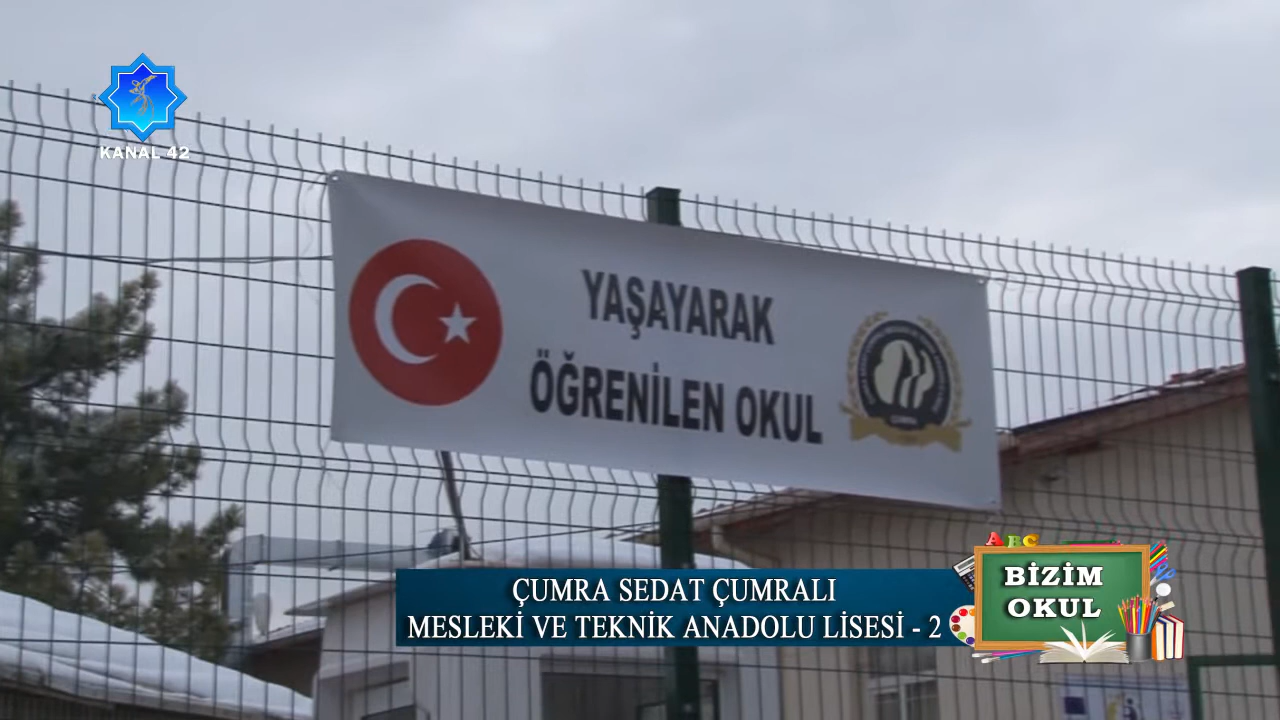 KANAL 42
YAŞAYARAK
ÖĞRENİLEN OKUL
ÇUMRA
ABC
BİZİM
OKUL
ÇUMRA SEDAT ÇUMRALI
MESLEKİ VE TEKNİK ANADOLU LİSESİ - 2